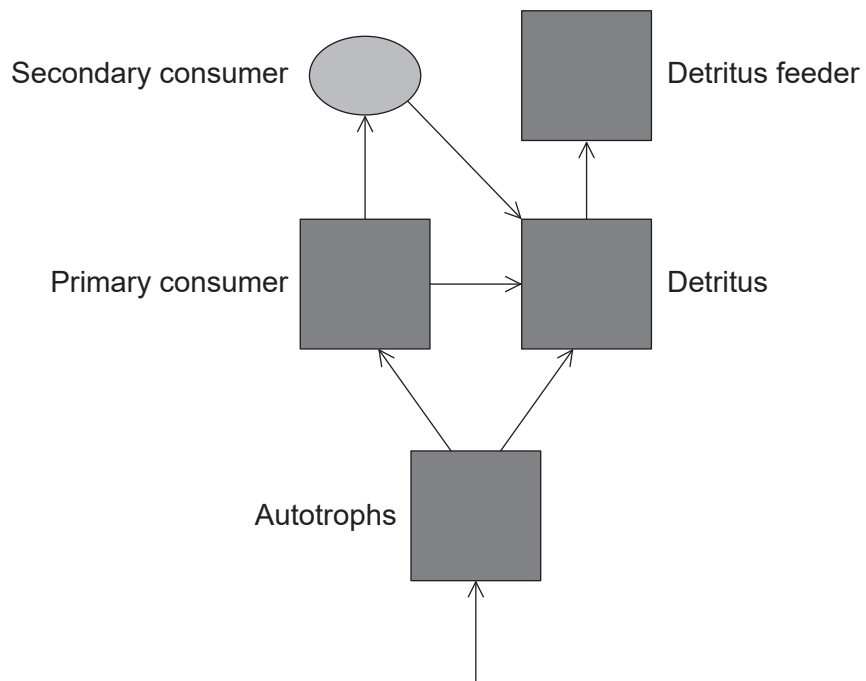 Secondary consumer
Detritus feeder
Primary consumer
Detritus
Autotrophs